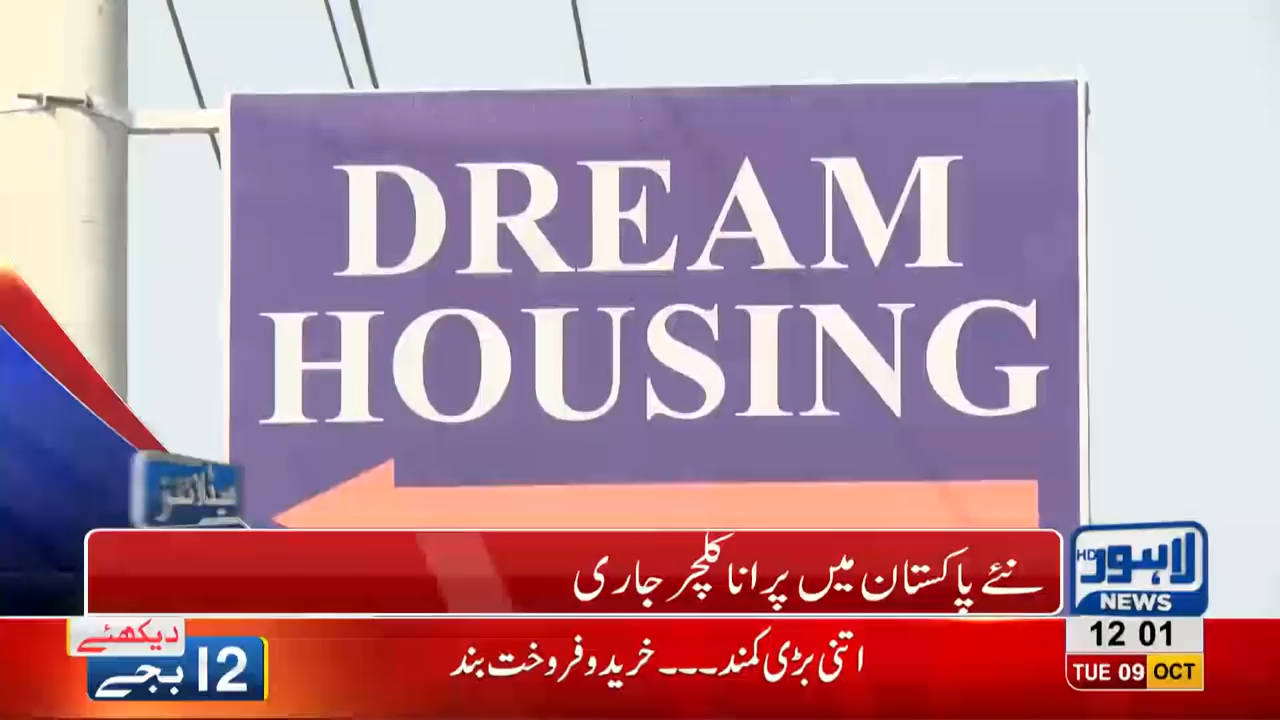 DREAM
HOUSING
ہیڈلائنز
نئے پاکستان میں پرانا کلچر جاری
HD لاہور
NEWS
12 01
TUE 09 OCT
دیکھئے
12 بجے
اتنی بڑی کمند۔۔۔ خرید و فروخت بند